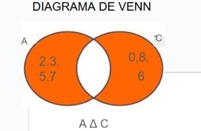 DIAGRAMA DE VENN
A
C
2.3. 0,8,
5.7 6
A Δ C